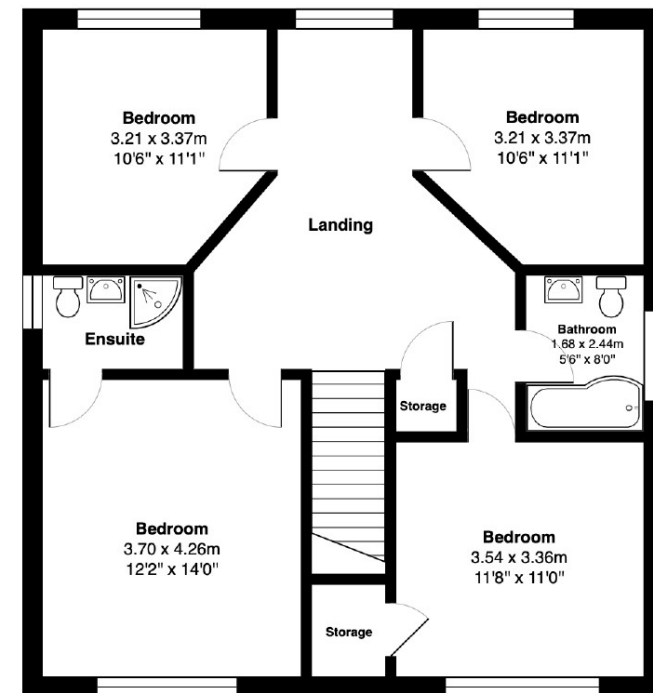 Bedroom
3.21 x 3.37m
10'6" x 11'1"
Bedroom
3.21 x 3.37m
10'6" x 11'1"
Landing
Ensuite
Bathroom
1.68 x 2.44m
5'6" x 8'0"
Storage
Bedroom
3.70 x 4.26m
12'2" x 14'0"
Bedroom
3.54 x 3.36m
11'8" x 11'0"
Storage